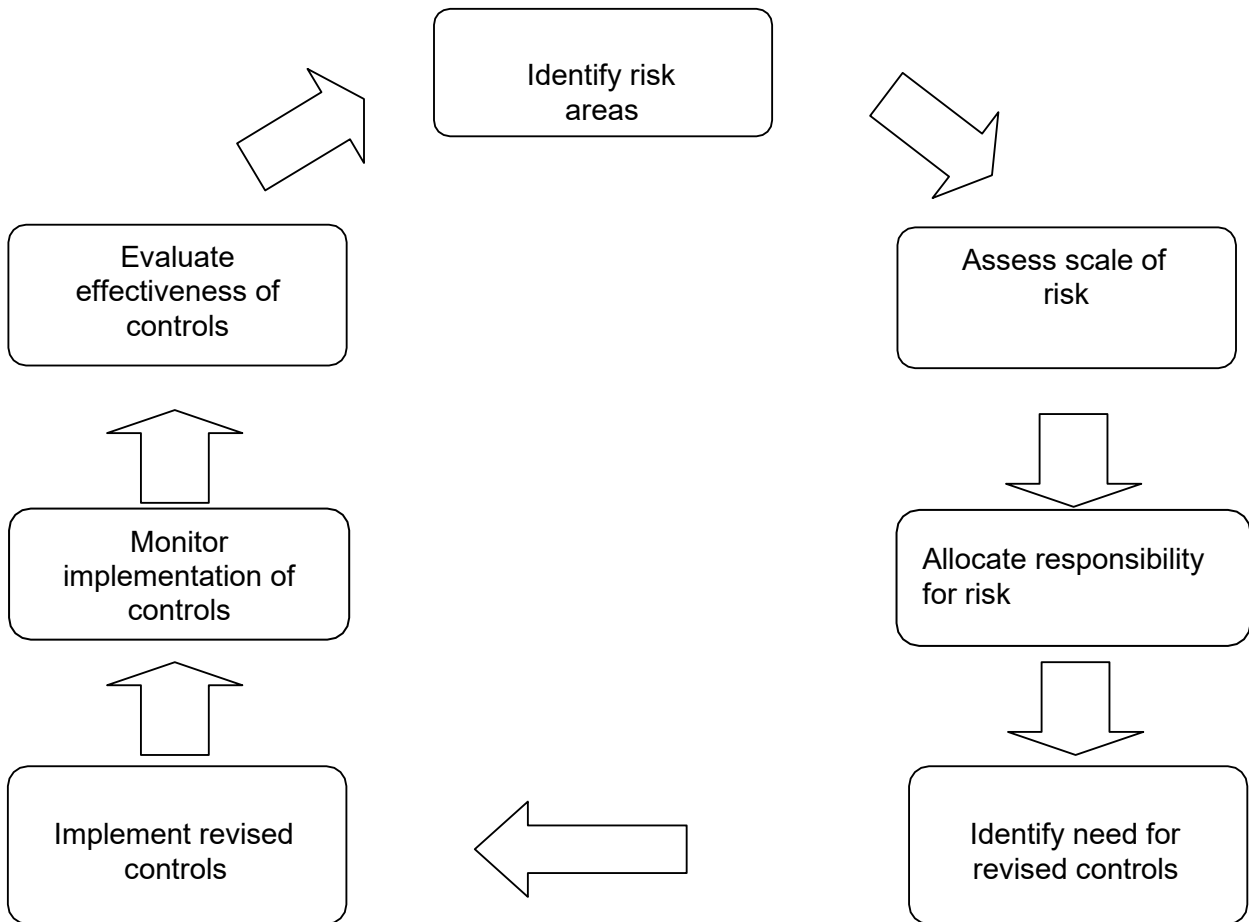 Identify risk
areas
Assess scale of
risk
Allocate responsibility
for risk
Identify need for
revised controls
Implement revised
controls
Monitor
implementation of
controls
Evaluate
effectiveness of
controls